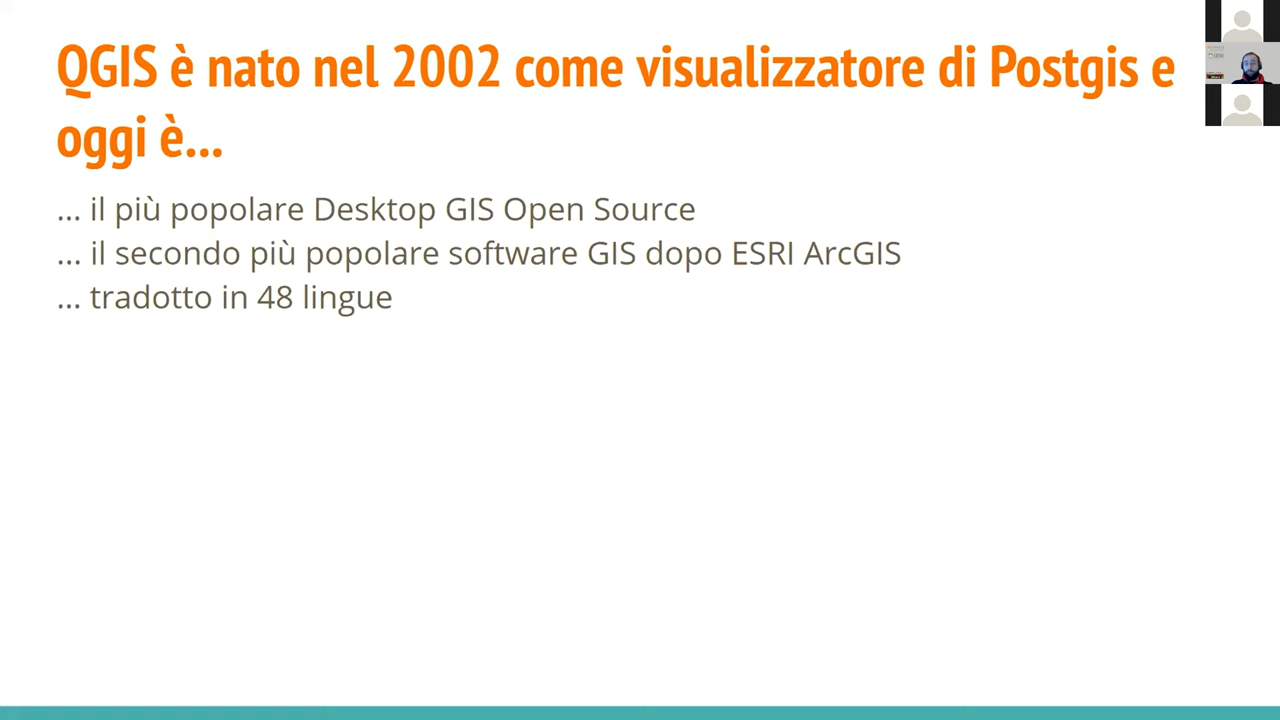 QGIS è nato nel 2002 come visualizzatore di Postgis e
oggi è...
... il più popolare Desktop GIS Open Source
... il secondo più popolare software GIS dopo ESRI ArcGIS
... tradotto in 48 lingue